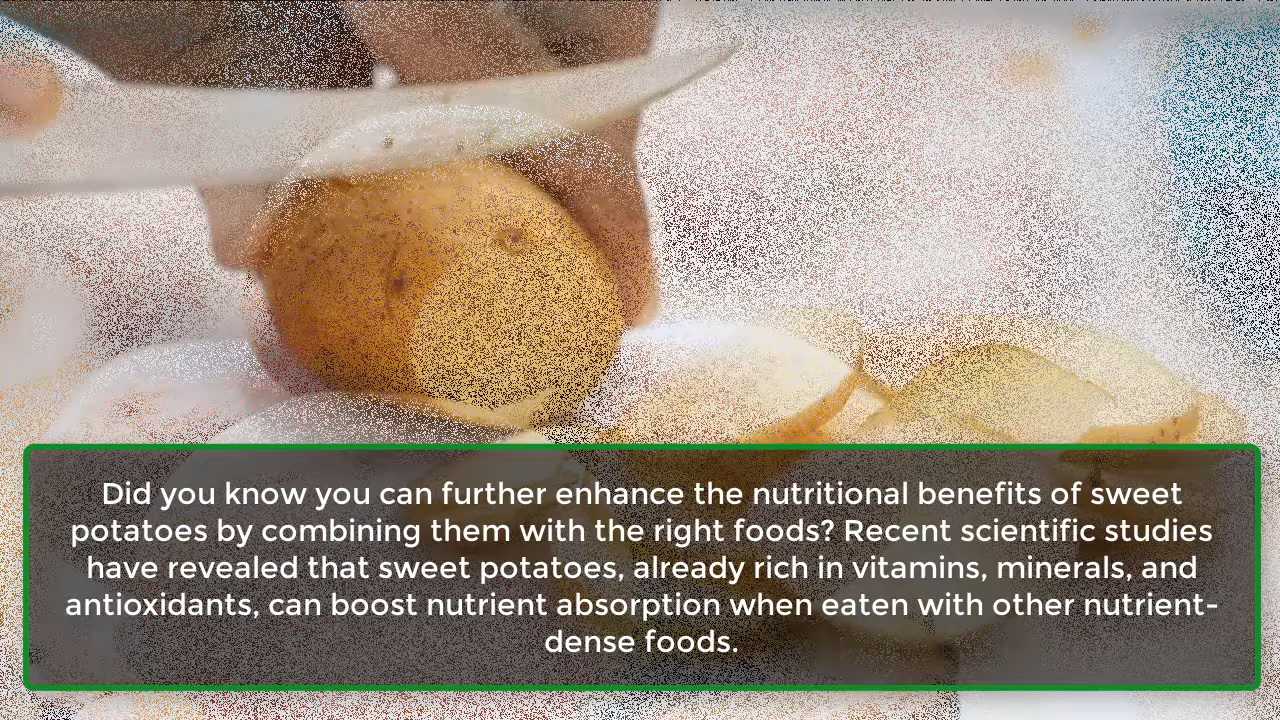 Did you know you can further enhance the nutritional benefits of sweet
potatoes by combining them with the right foods? Recent scientific studies
have revealed that sweet potatoes, already rich in vitamins, minerals, and
antioxidants, can boost nutrient absorption when eaten with other nutrient-
dense foods.